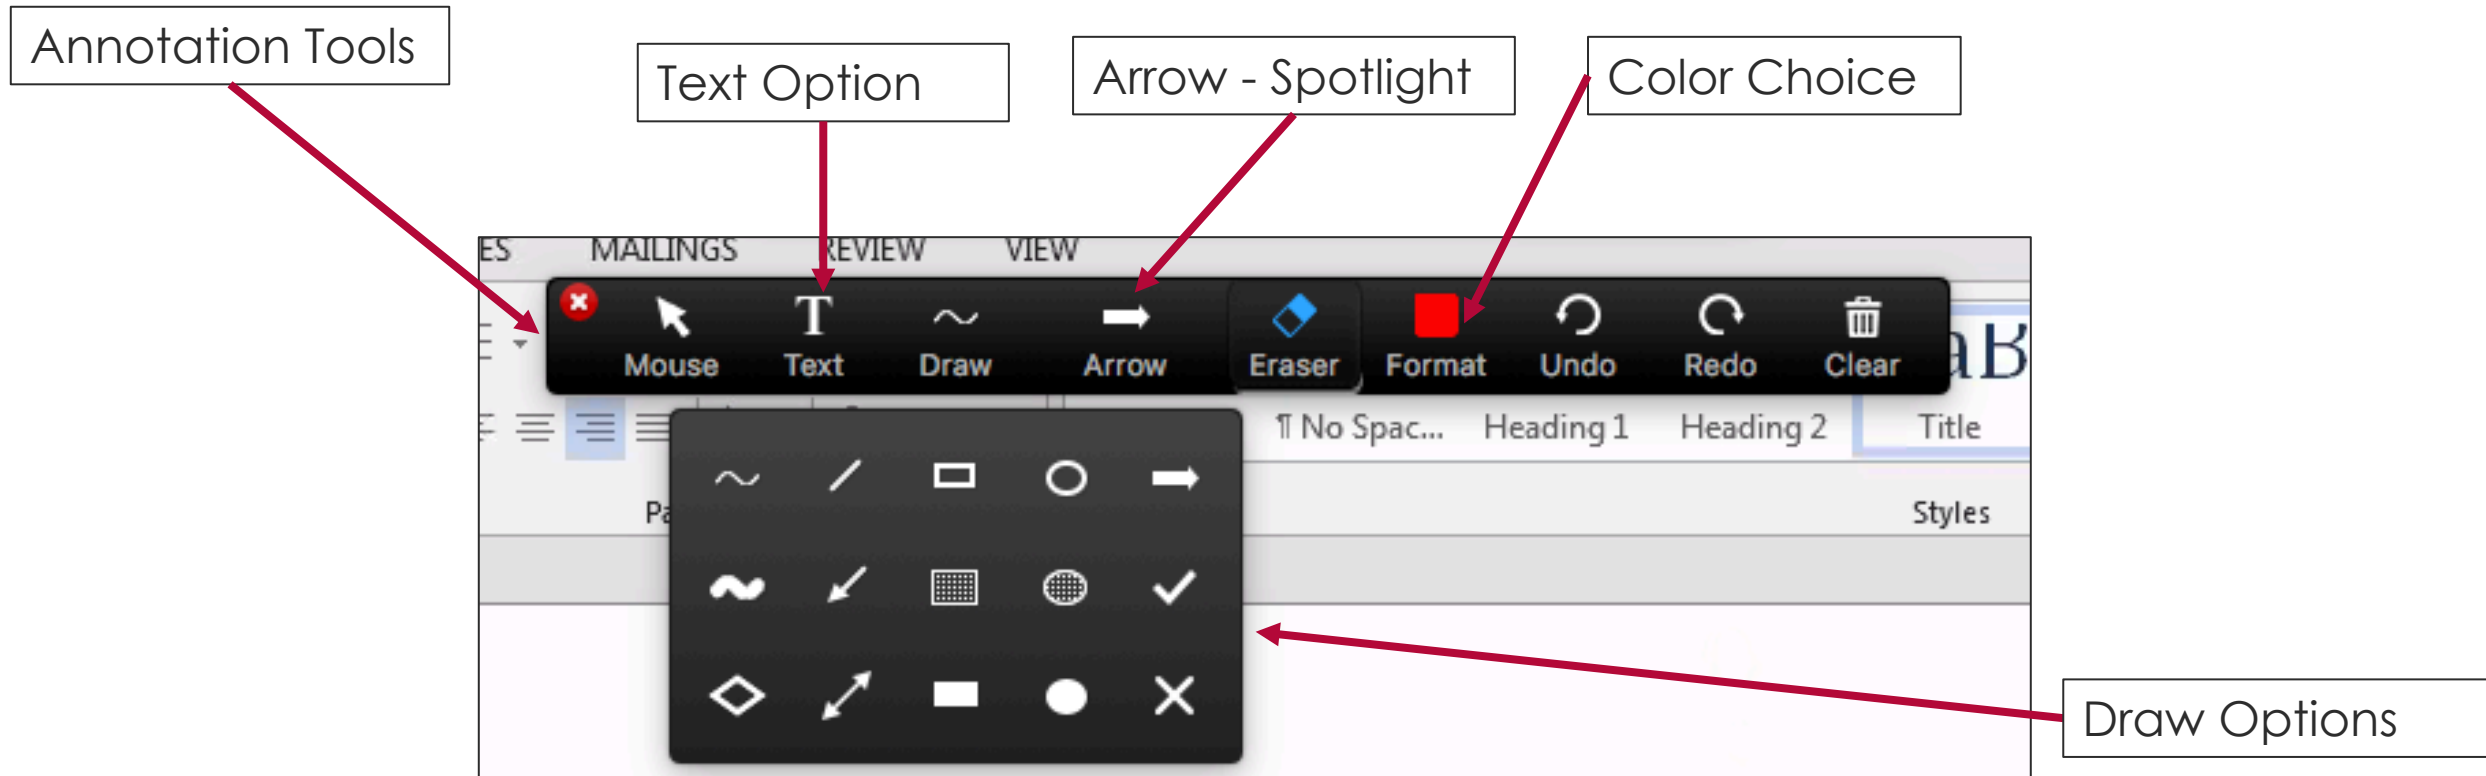 Annotation Tools
Text Option
Arrow - Spotlight
Color Choice
ES MAILINGS REVIEW VIEW
T
Mouse Text Draw Arrow Eraser Format Undo Redo Clear
aB
¶ No Spac... Heading 1 Heading 2 Title
Pa
Styles
Draw Options